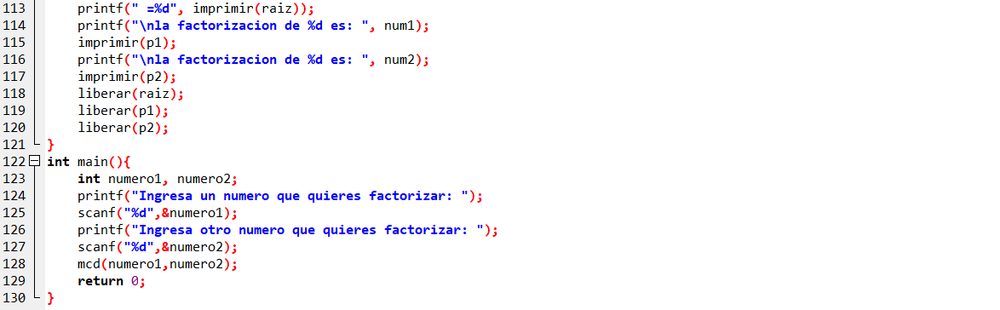 113 printf(" =%d", imprimir(raiz));
114 printf("\nla factorizacion de %d es: ", num1);
115 imprimir(p1);
116 printf("\nla factorizacion de %d es: ", num2);
117 imprimir(p2);
118 liberar(raiz);
119 liberar(p1);
120 liberar(p2);
121 }
122 int main(){
123 int numero1, numero2;
124 printf("Ingresa un numero que quieres factorizar: ");
125 scanf("%d",&numero1);
126 printf("Ingresa otro numero que quieres factorizar: ");
127 scanf("%d",&numero2);
128 mcd(numero1,numero2);
129 return 0;
130 }